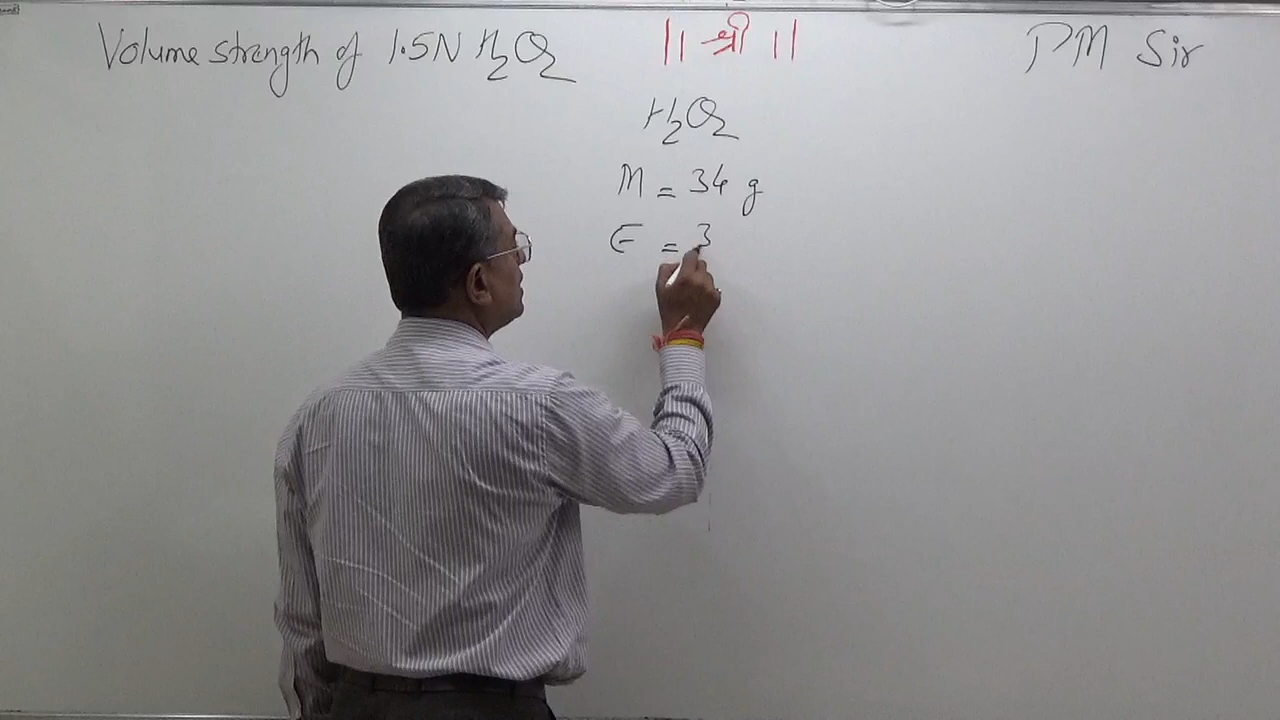 Volume strength of 1.5N H₂O₂
|| श्री ||
PM Sir
H₂O₂
M = 34 g
E = 3